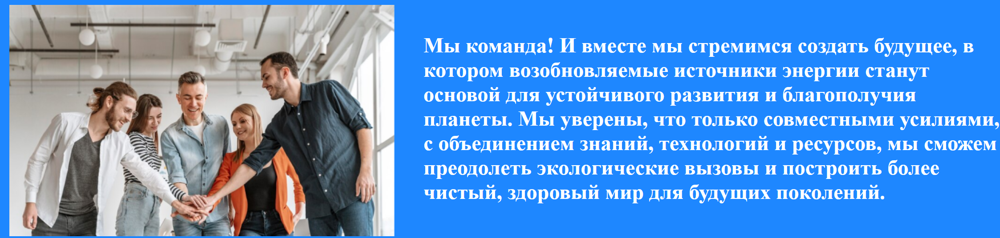 Мы команда! И вместе мы стремимся создать будущее, в
котором возобновляемые источники энергии станут
основой для устойчивого развития и благополучия
планеты. Мы уверены, что только совместными усилиями,
с объединением знаний, технологий и ресурсов, мы сможем
преодолеть экологические вызовы и построить более
чистый, здоровый мир для будущих поколений.